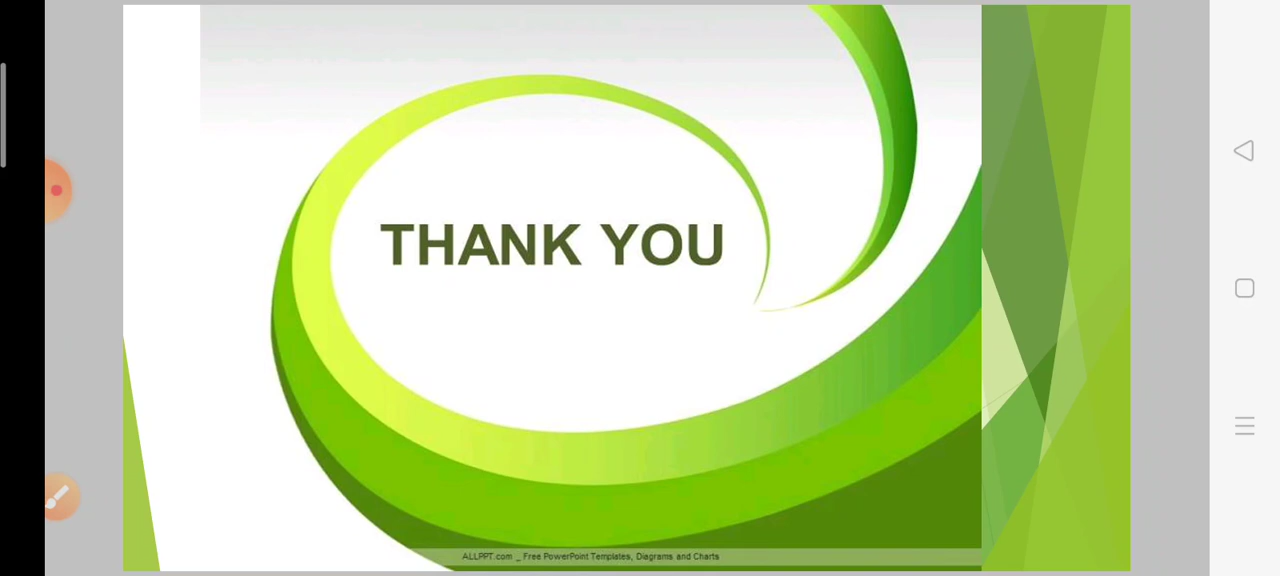 THANK YOU
ALLPPT.com _ Free PowerPoint Templates, Diagrams and Charts